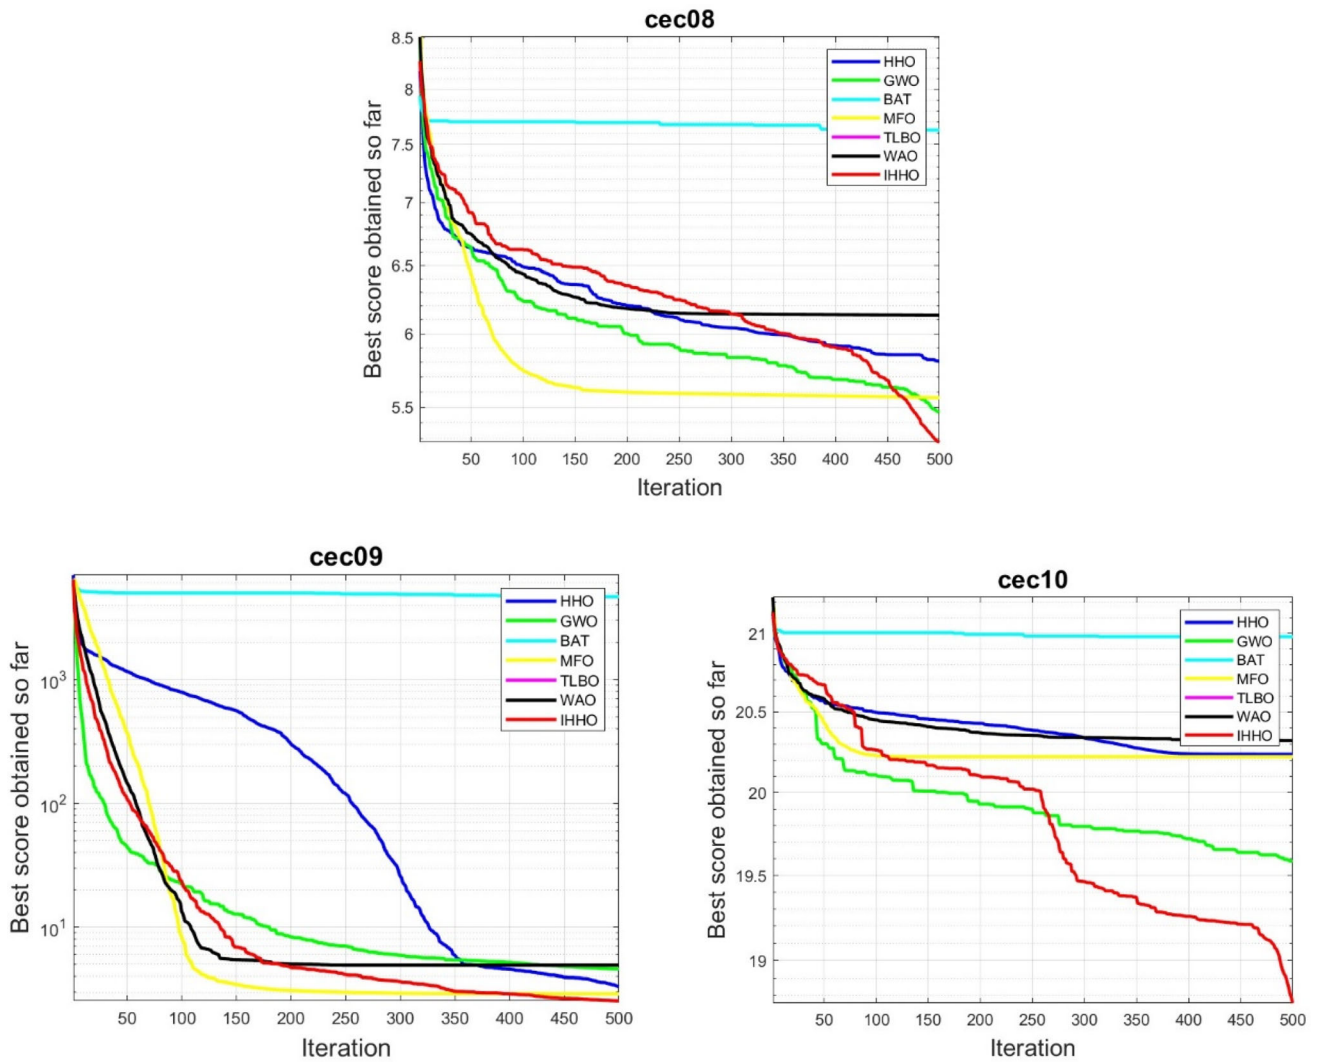 cec08
Best score obtained so far
8.5
8
7.5
7
6.5
6
5.5
HHO
GWO
BAT
MFO
TLBO
WAO
IHHO
50 100 150 200 250 300 350 400 450 500
Iteration
cec09
Best score obtained so far
10³
10²
10¹
HHO
GWO
BAT
MFO
TLBO
WAO
IHHO
50 100 150 200 250 300 350 400 450 500
Iteration
cec10
Best score obtained so far
21
20.5
20
19.5
19
HHO
GWO
BAT
MFO
TLBO
WAO
IHHO
50 100 150 200 250 300 350 400 450 500
Iteration